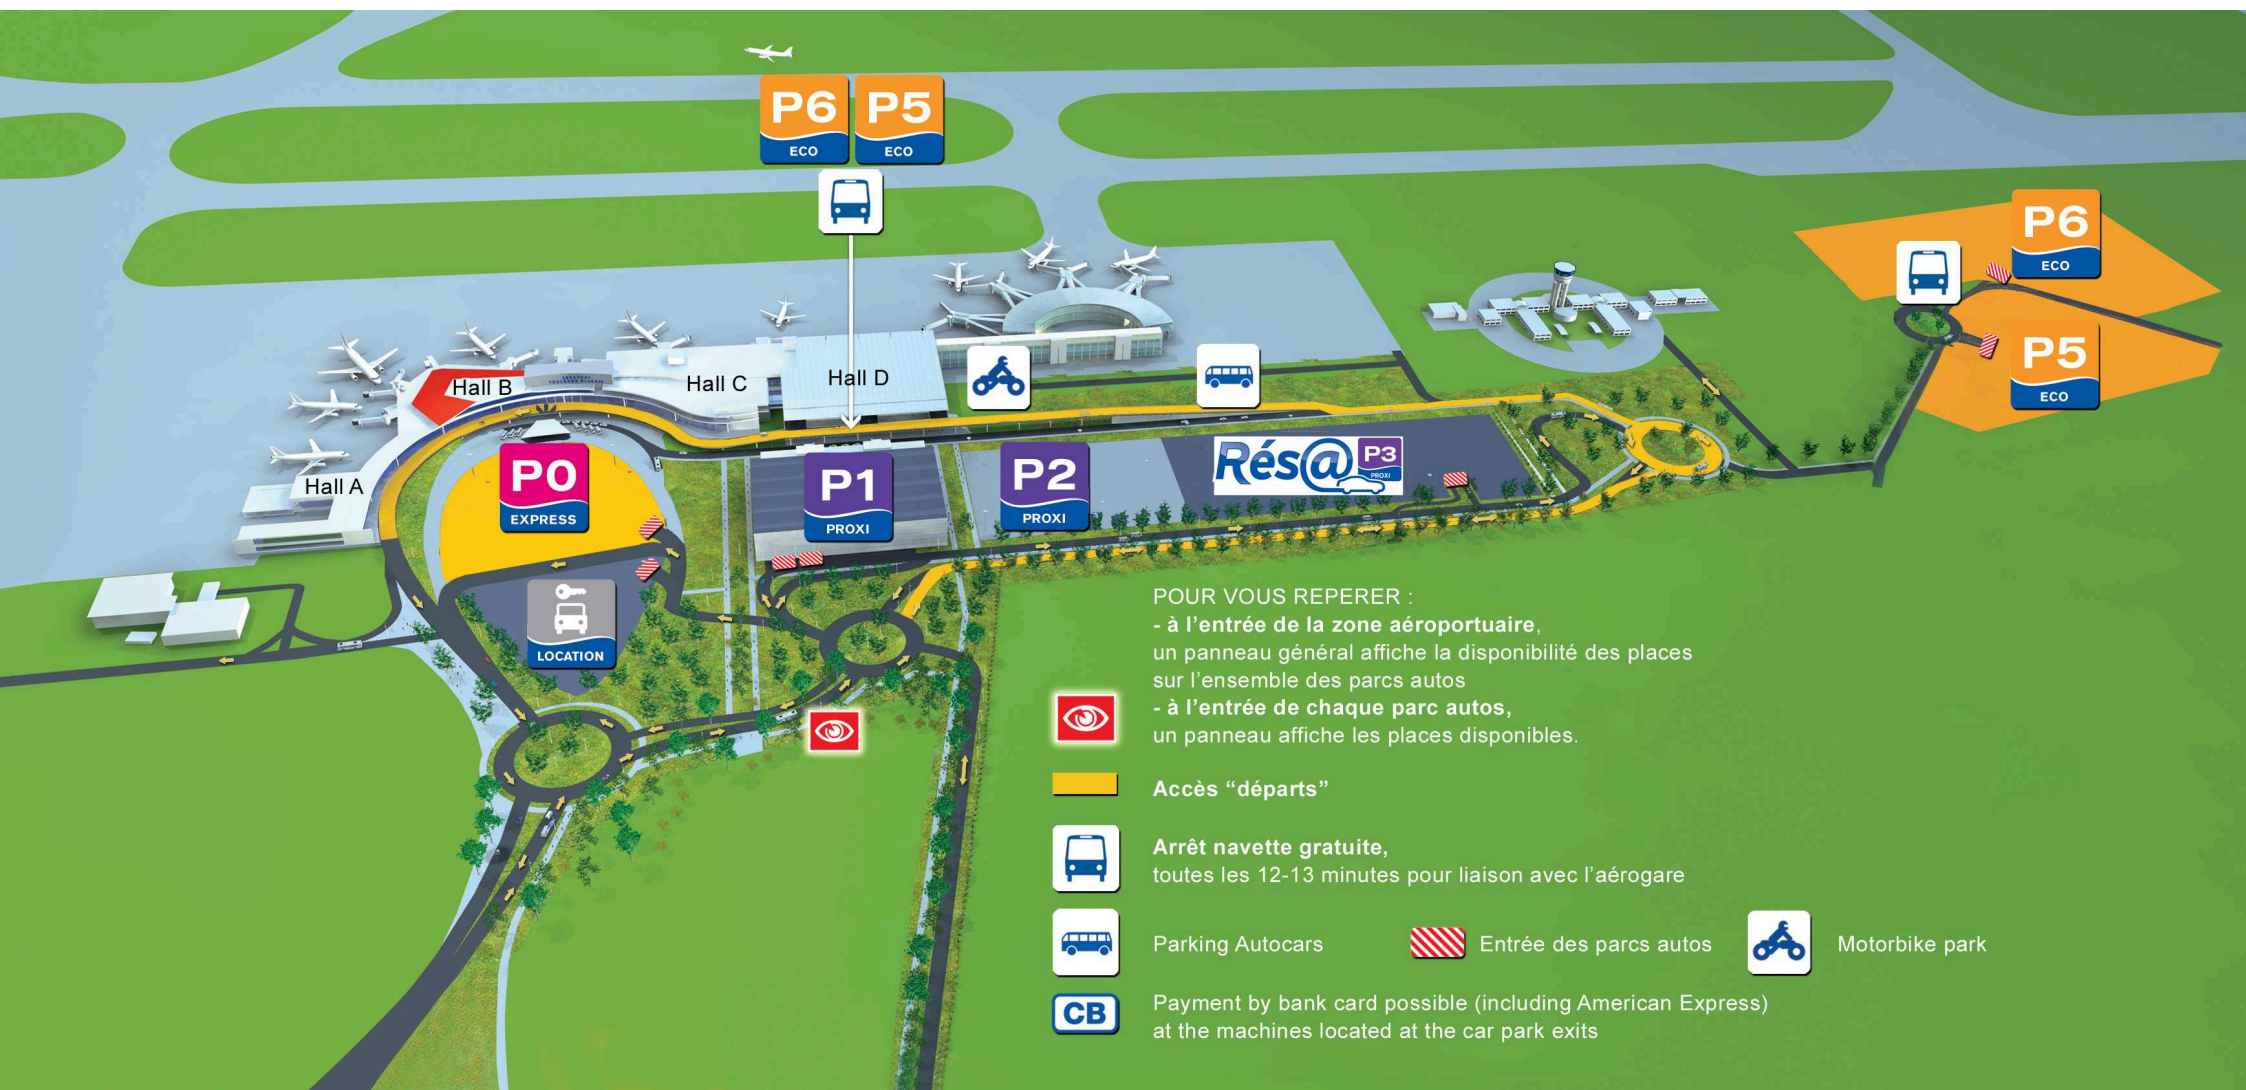 P6
ECO
P5
ECO
P6
ECO
P5
ECO
Hall B
Hall C
Hall D
Hall A
P0
EXPRESS
P1
PROXI
P2
PROXI
Rés@
P3
PROXI
LOCATION
POUR VOUS REPERER :
- à l’entrée de la zone aéroportuaire,
un panneau général affiche la disponibilité des places
sur l’ensemble des parcs autos
- à l’entrée de chaque parc autos,
un panneau affiche les places disponibles.
Accès “départs”
Arrêt navette gratuite,
toutes les 12-13 minutes pour liaison avec l’aérogare
Parking Autocars
Entrée des parcs autos
Motorbike park
CB
Payment by bank card possible (including American Express)
at the machines located at the car park exits